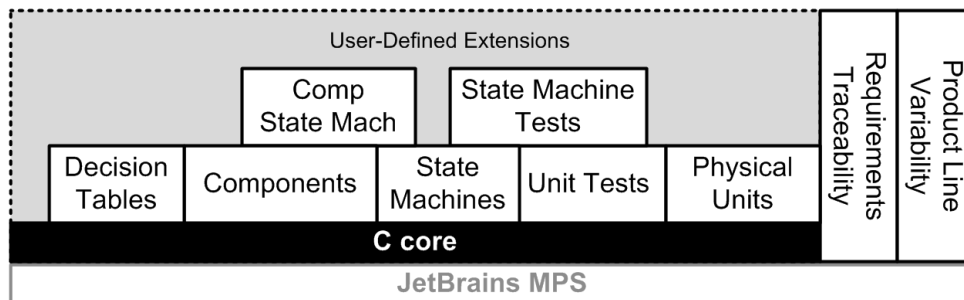 User-Defined Extensions
Comp
State Mach
State Machine
Tests
Decision
Tables
Components
State
Machines
Unit Tests
Physical
Units
C core
JetBrains MPS
Requirements
Traceability
Product Line
Variability